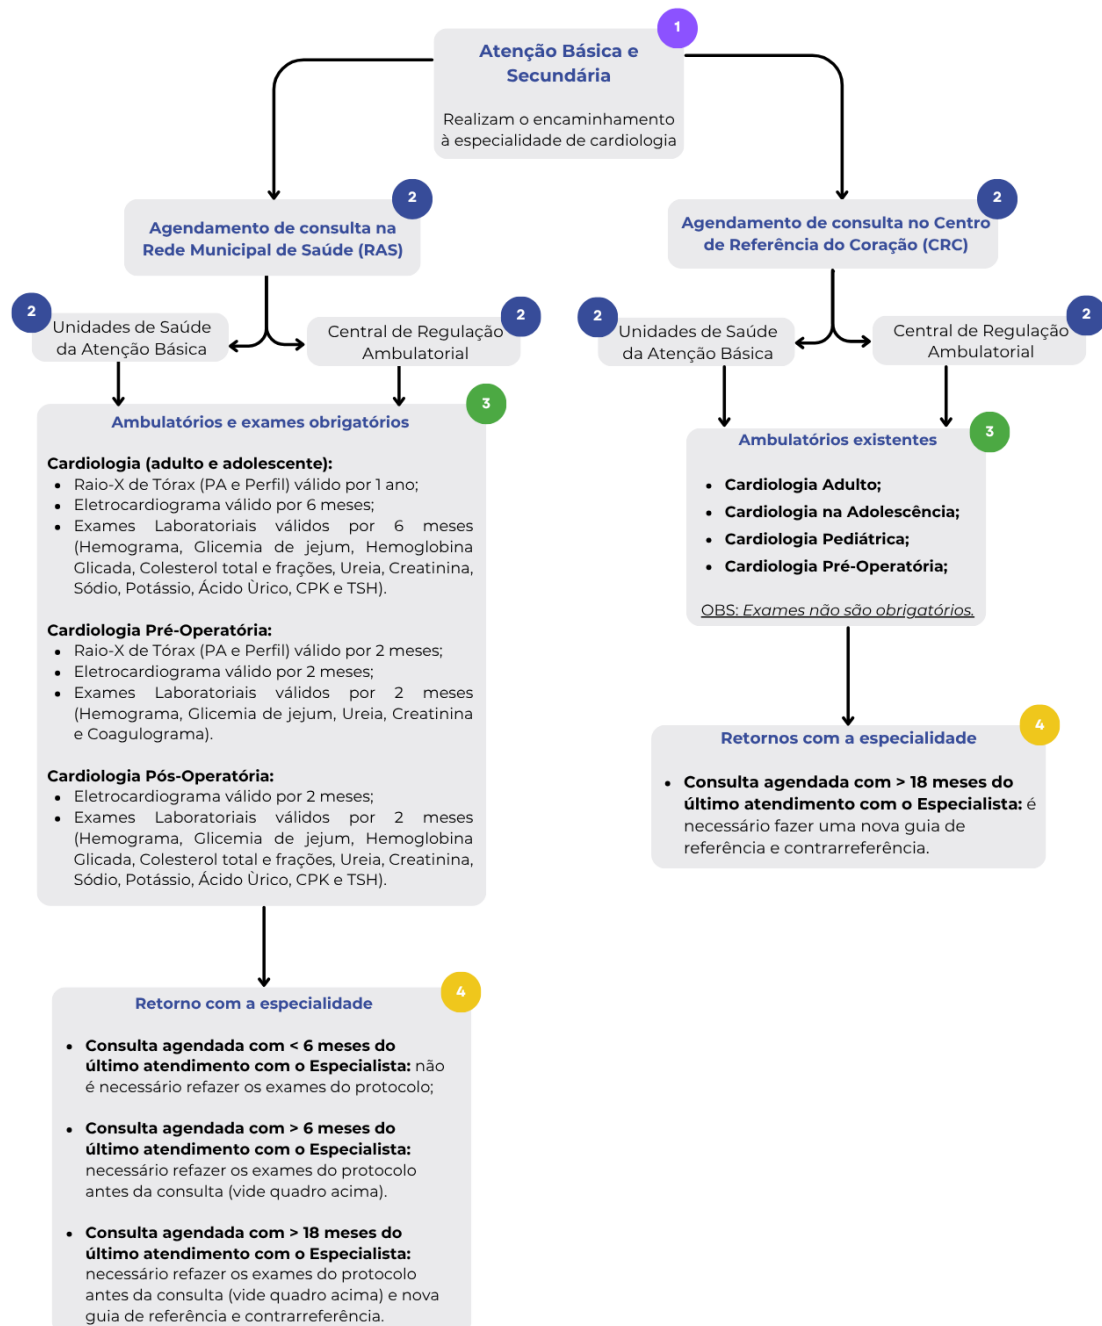 1
Atenção Básica e
Secundária
Realizam o encaminhamento
à especialidade de cardiologia
2
Agendamento de consulta na
Rede Municipal de Saúde (RAS)
2
Agendamento de consulta no Centro
de Referência do Coração (CRC)
2
Unidades de Saúde
da Atenção Básica
2
Central de Regulação
Ambulatorial
2
Unidades de Saúde
da Atenção Básica
2
Central de Regulação
Ambulatorial
3
Ambulatórios e exames obrigatórios
Cardiologia (adulto e adolescente):
• Raio-X de Tórax (PA e Perfil) válido por 1 ano;
• Eletrocardiograma válido por 6 meses;
• Exames Laboratoriais válidos por 6 meses
(Hemograma, Glicemia de jejum, Hemoglobina
Glicada, Colesterol total e frações, Ureia, Creatinina,
Sódio, Potássio, Ácido Ùrico, CPK e TSH).
Cardiologia Pré-Operatória:
• Raio-X de Tórax (PA e Perfil) válido por 2 meses;
• Eletrocardiograma válido por 2 meses;
• Exames Laboratoriais válidos por 2 meses
(Hemograma, Glicemia de jejum, Ureia, Creatinina
e Coagulograma).
Cardiologia Pós-Operatória:
• Eletrocardiograma válido por 2 meses;
• Exames Laboratoriais válidos por 2 meses
(Hemograma, Glicemia de jejum, Hemoglobina
Glicada, Colesterol total e frações, Ureia, Creatinina,
Sódio, Potássio, Ácido Ùrico, CPK e TSH).
3
Ambulatórios existentes
• Cardiologia Adulto;
• Cardiologia na Adolescência;
• Cardiologia Pediátrica;
• Cardiologia Pré-Operatória;
OBS: Exames não são obrigatórios.
4
Retornos com a especialidade
• Consulta agendada com > 18 meses do
último atendimento com o Especialista: é
necessário fazer uma nova guia de
referência e contrarreferência.
4
Retorno com a especialidade
• Consulta agendada com < 6 meses do
último atendimento com o Especialista: não
é necessário refazer os exames do protocolo;
• Consulta agendada com > 6 meses do
último atendimento com o Especialista:
necessário refazer os exames do protocolo
antes da consulta (vide quadro acima).
• Consulta agendada com > 18 meses do
último atendimento com o Especialista:
necessário refazer os exames do protocolo
antes da consulta (vide quadro acima) e nova
guia de referência e contrarreferência.